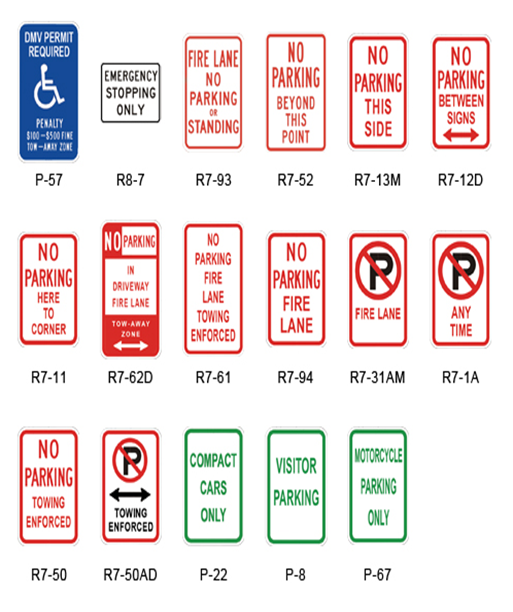 DMV PERMIT
REQUIRED
PENALTY
$100-$500 FINE
TOW-AWAY ZONE
P-57
EMERGENCY
STOPPING
ONLY
R8-7
FIRE LANE
NO
PARKING
OR
STANDING
R7-93
NO
PARKING
BEYOND
THIS
POINT
R7-52
NO
PARKING
THIS
SIDE
R7-13M
NO
PARKING
BETWEEN
SIGNS
R7-12D
NO
PARKING
HERE
TO
CORNER
R7-11
NO PARKING
IN
DRIVEWAY
FIRE LANE
TOW-AWAY
ZONE
R7-62D
NO
PARKING
FIRE
LANE
TOWING
ENFORCED
R7-61
NO
PARKING
FIRE
LANE
R7-94
P
FIRE LANE
R7-31AM
P
ANY
TIME
R7-1A
NO
PARKING
TOWING
ENFORCED
R7-50
P
TOWING
ENFORCED
R7-50AD
COMPACT
CARS
ONLY
P-22
VISITOR
PARKING
P-8
MOTORCYCLE
PARKING
ONLY
P-67